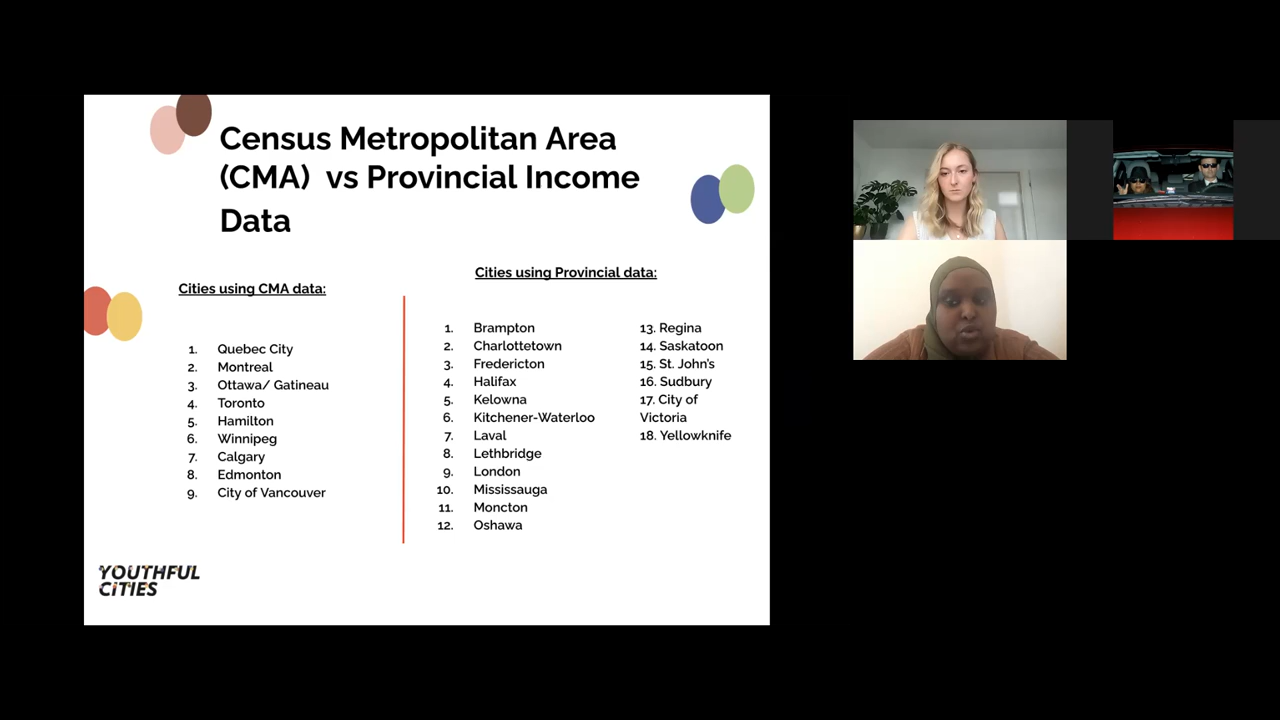 Census Metropolitan Area
(CMA) vs Provincial Income
Data
Cities using CMA data:
1. Quebec City
2. Montreal
3. Ottawa/ Gatineau
4. Toronto
5. Hamilton
6. Winnipeg
7. Calgary
8. Edmonton
9. City of Vancouver
Cities using Provincial data:
1. Brampton
2. Charlottetown
3. Fredericton
4. Halifax
5. Kelowna
6. Kitchener-Waterloo
7. Laval
8. Lethbridge
9. London
10. Mississauga
11. Moncton
12. Oshawa
13. Regina
14. Saskatoon
15. St. John's
16. Sudbury
17. City of
Victoria
18. Yellowknife
YOUTHFUL
CITIES